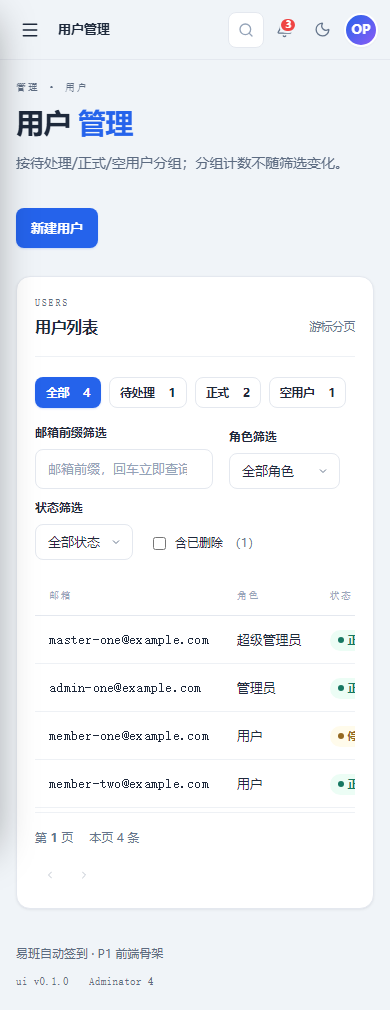 用户管理
3
OP
管理 • 用户
用户 管理
按待处理/正式/空用户分组；分组计数不随筛选变化。
新建用户
USERS
用户列表
游标分页
全部 4 待处理 1 正式 2 空用户 1
邮箱前缀筛选
角色筛选
邮箱前缀，回车立即查询
全部角色
状态筛选
全部状态
含已删除 (1)
邮箱 角色 状态
master-one@example.com 超级管理员
admin-one@example.com 管理员
member-one@example.com 用户 停
member-two@example.com 用户
第 1 页 本页 4 条
‹ ›
易班自动签到 · P1 前端骨架
ui v0.1.0 Adminator 4